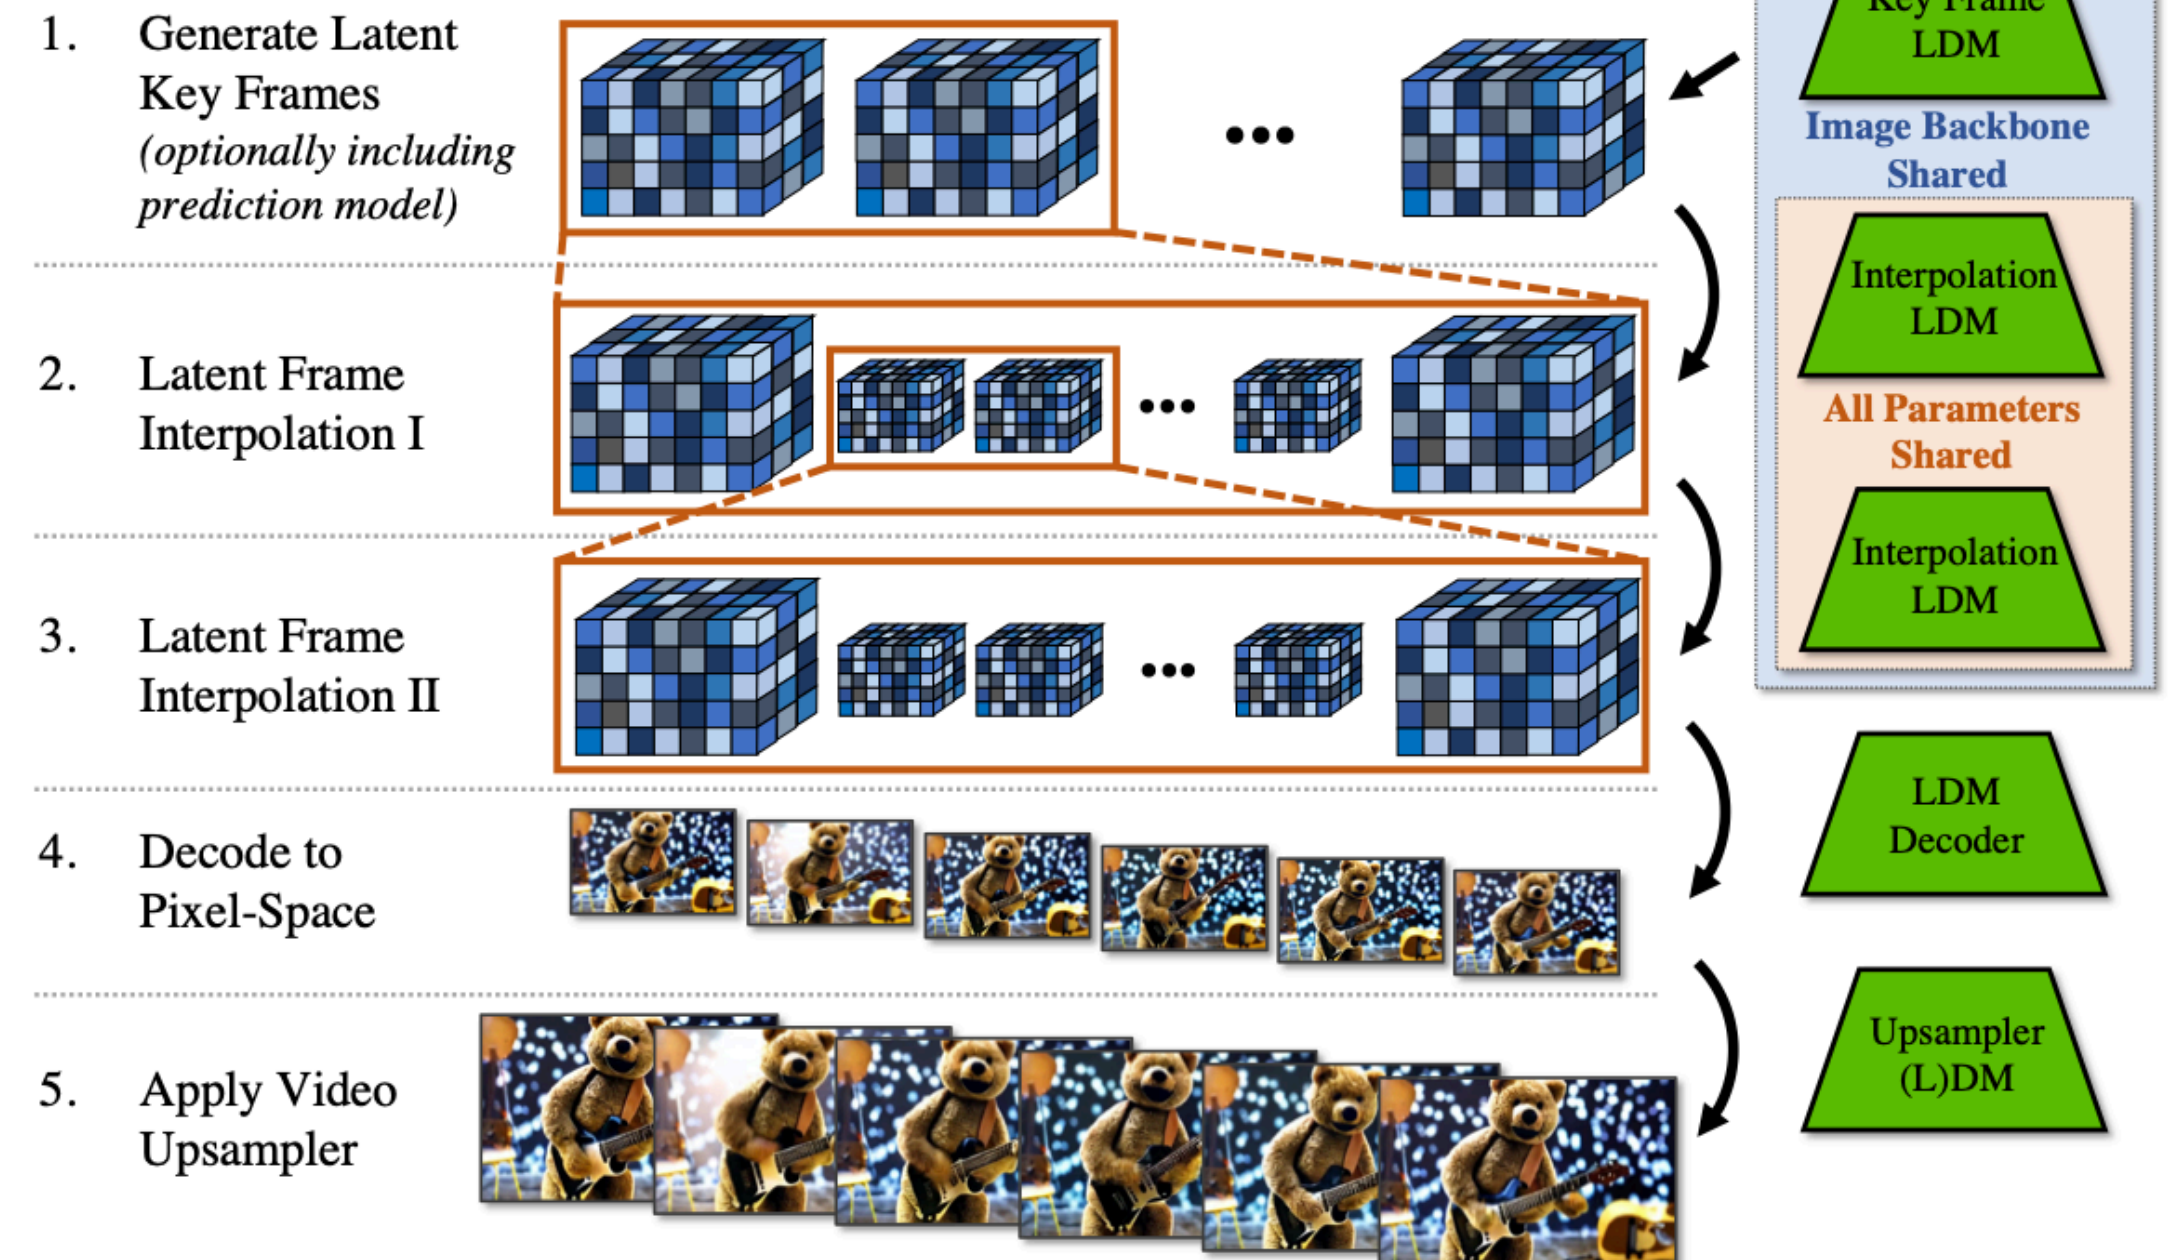 1. Generate Latent
Key Frames
(optionally including
prediction model)
Key Frame
LDM
Image Backbone
Shared
2. Latent Frame
Interpolation I
Interpolation
LDM
All Parameters
Shared
3. Latent Frame
Interpolation II
Interpolation
LDM
4. Decode to
Pixel-Space
LDM
Decoder
5. Apply Video
Upsampler
Upsampler
(L)DM